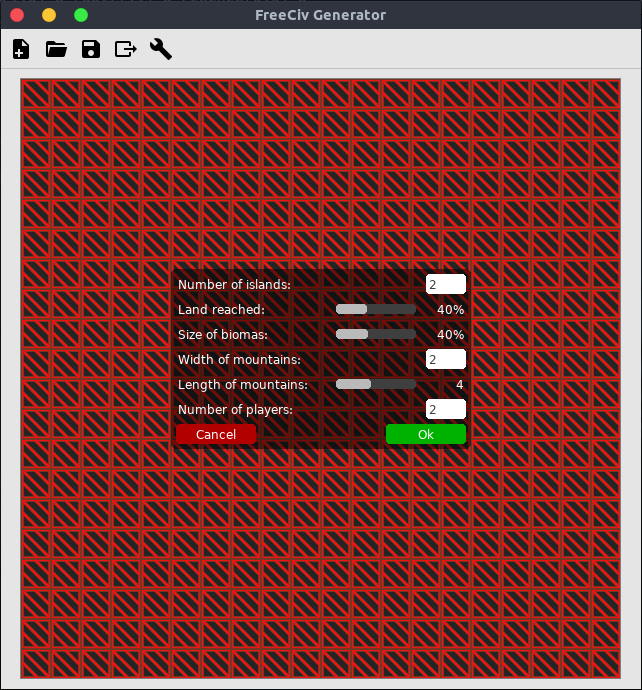 FreeCiv Generator
Number of islands: 2
Land reached: 40%
Size of biomas: 40%
Width of mountains: 2
Length of mountains: 4
Number of players: 2
Cancel Ok